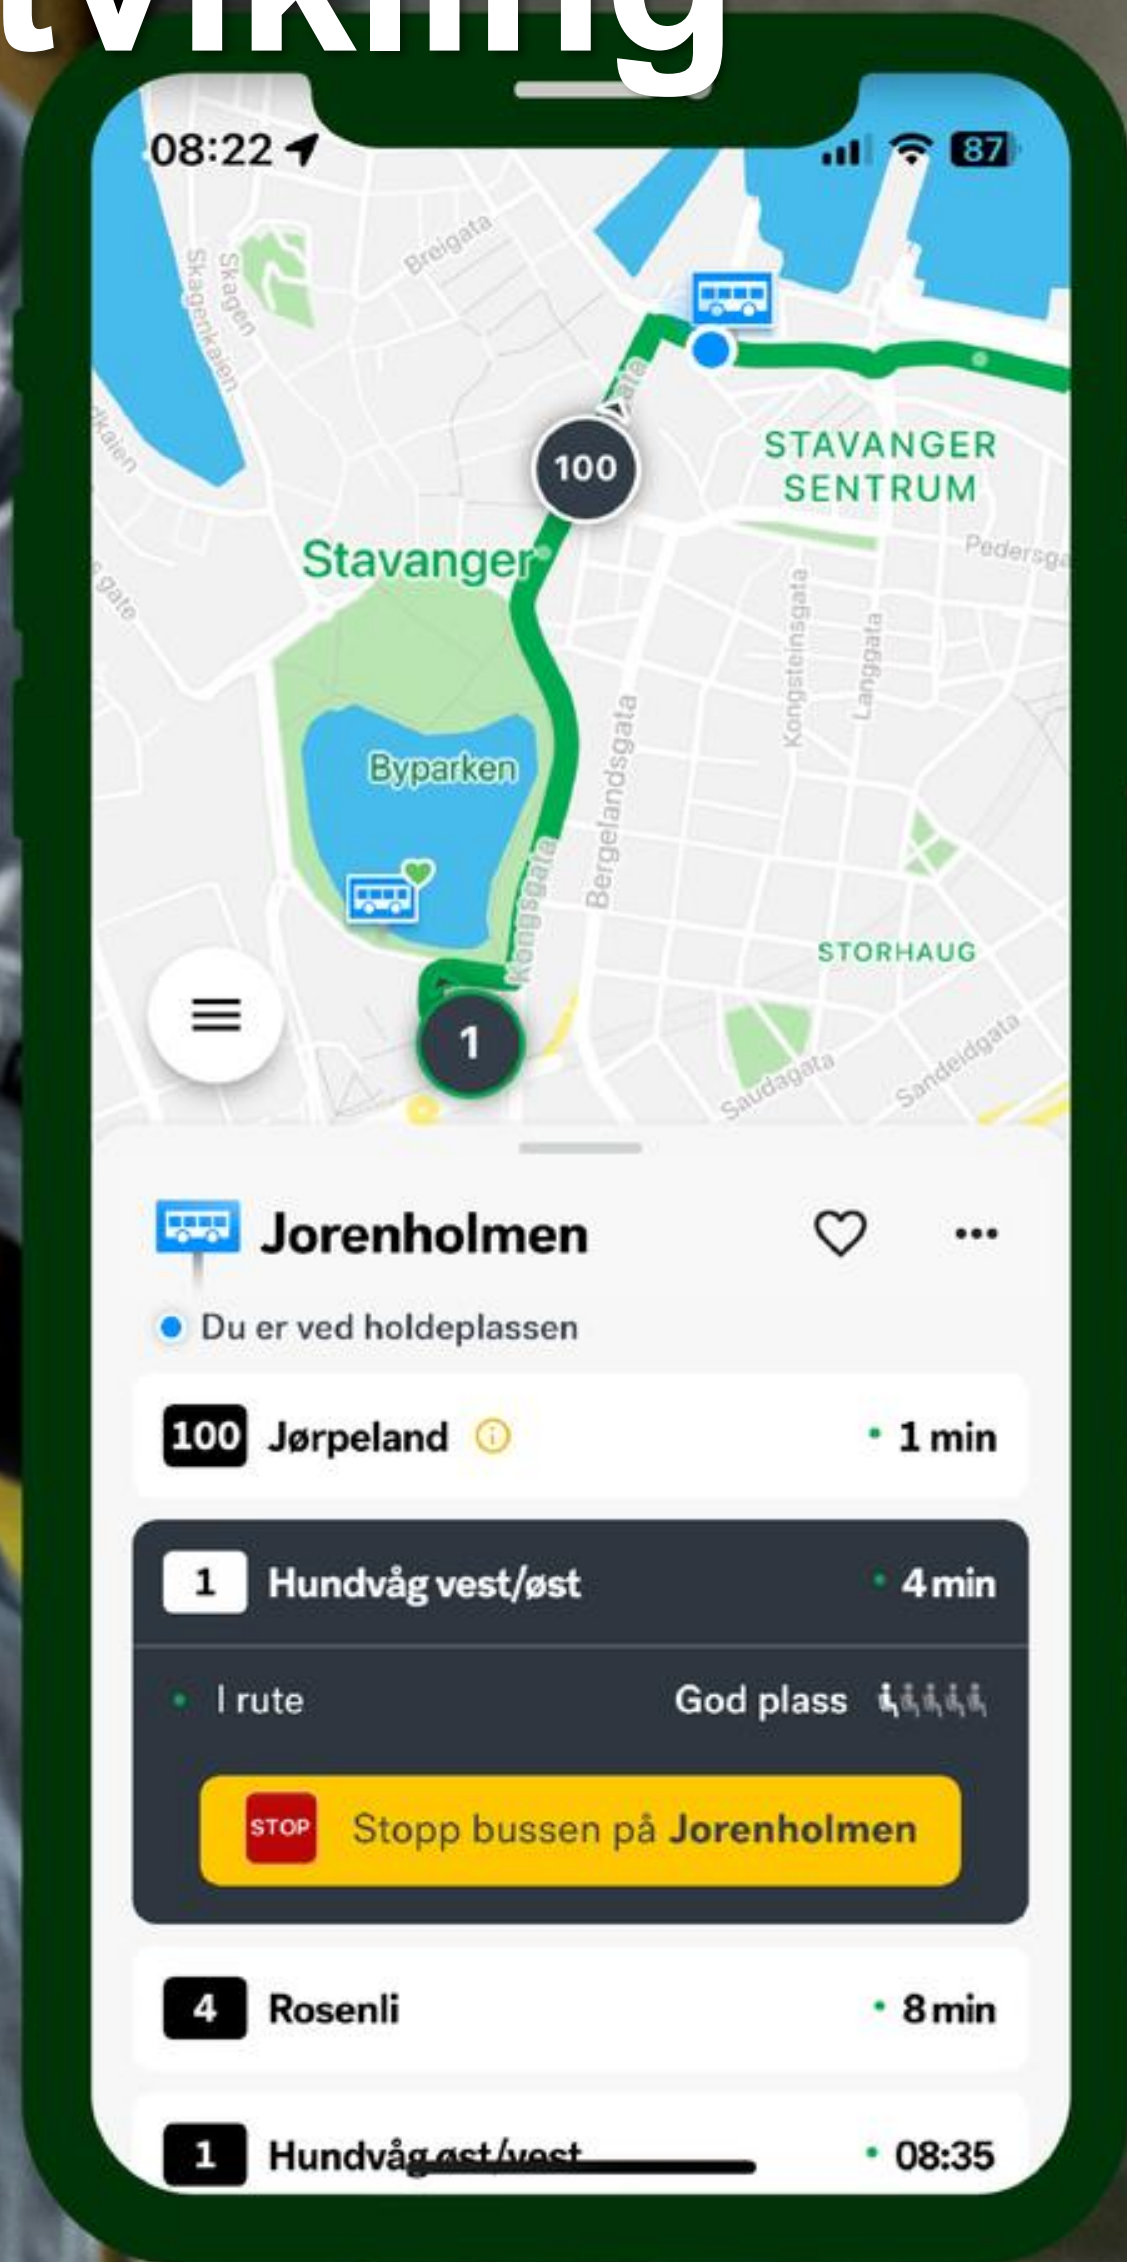 tvikling
08:22
87
Skagenkaien
Skagen
Breigata
STAVANGER
SENTRUM
100
Stavanger
Pedersga
Kongsteinsgata
Langgata
Byparken
Bergelandsgata
Kongsgata
STORHAUG
1
Saudagata
Sandeidgata
Jorenholmen
Du er ved holdeplassen
100 Jørpeland 1 min
1 Hundvåg vest/øst 4 min
I rute God plass
STOP Stopp bussen på Jorenholmen
4 Rosenli 8 min
1 Hundvåg øst/vest 08:35